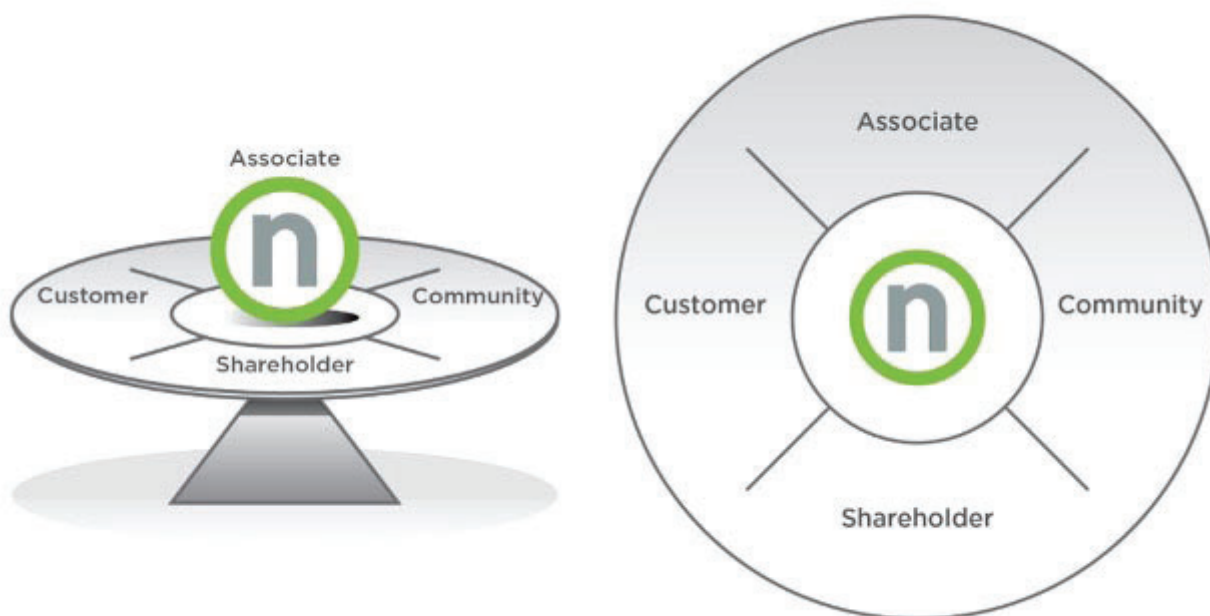 Associate
n
Customer
Community
Shareholder
Associate
Customer
n
Community
Shareholder